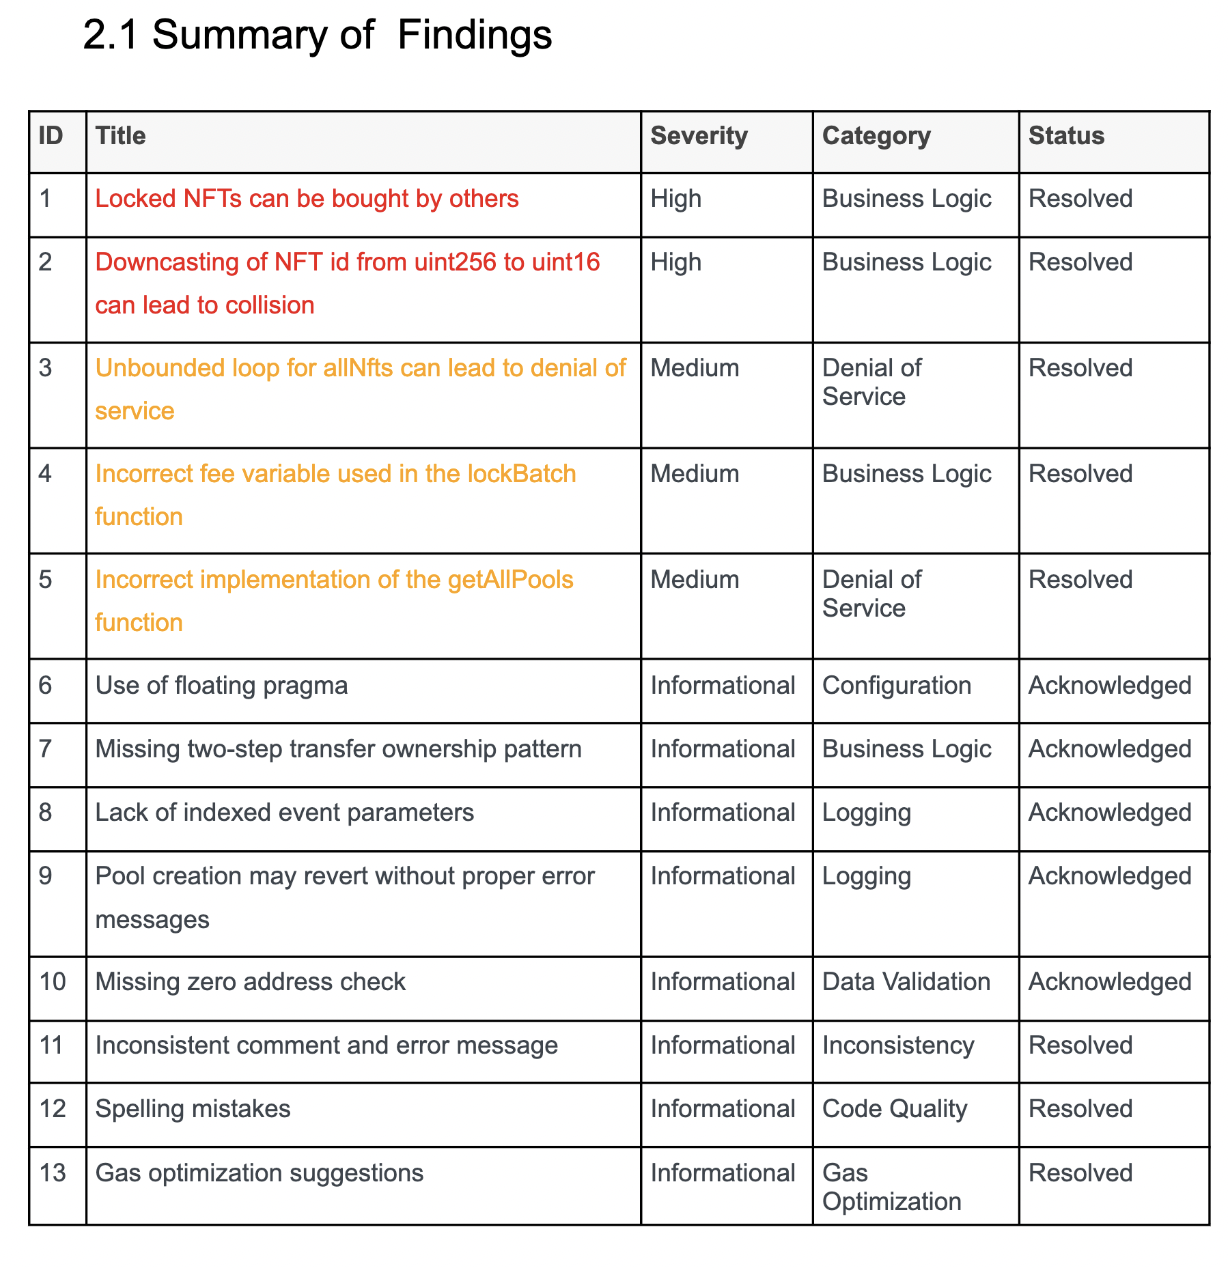 2.1 Summary of  Findings
ID Title Severity Category Status
1 Locked NFTs can be bought by others High Business Logic Resolved
2 Downcasting of NFT id from uint256 to uint16 High Business Logic Resolved
can lead to collision
3 Unbounded loop for allNfts can lead to denial of Medium Denial of Resolved
service Service
4 Incorrect fee variable used in the lockBatch Medium Business Logic Resolved
function
5 Incorrect implementation of the getAllPools Medium Denial of Resolved
function Service
6 Use of floating pragma Informational Configuration Acknowledged
7 Missing two-step transfer ownership pattern Informational Business Logic Acknowledged
8 Lack of indexed event parameters Informational Logging Acknowledged
9 Pool creation may revert without proper error Informational Logging Acknowledged
messages
10 Missing zero address check Informational Data Validation Acknowledged
11 Inconsistent comment and error message Informational Inconsistency Resolved
12 Spelling mistakes Informational Code Quality Resolved
13 Gas optimization suggestions Informational Gas Resolved
Optimization